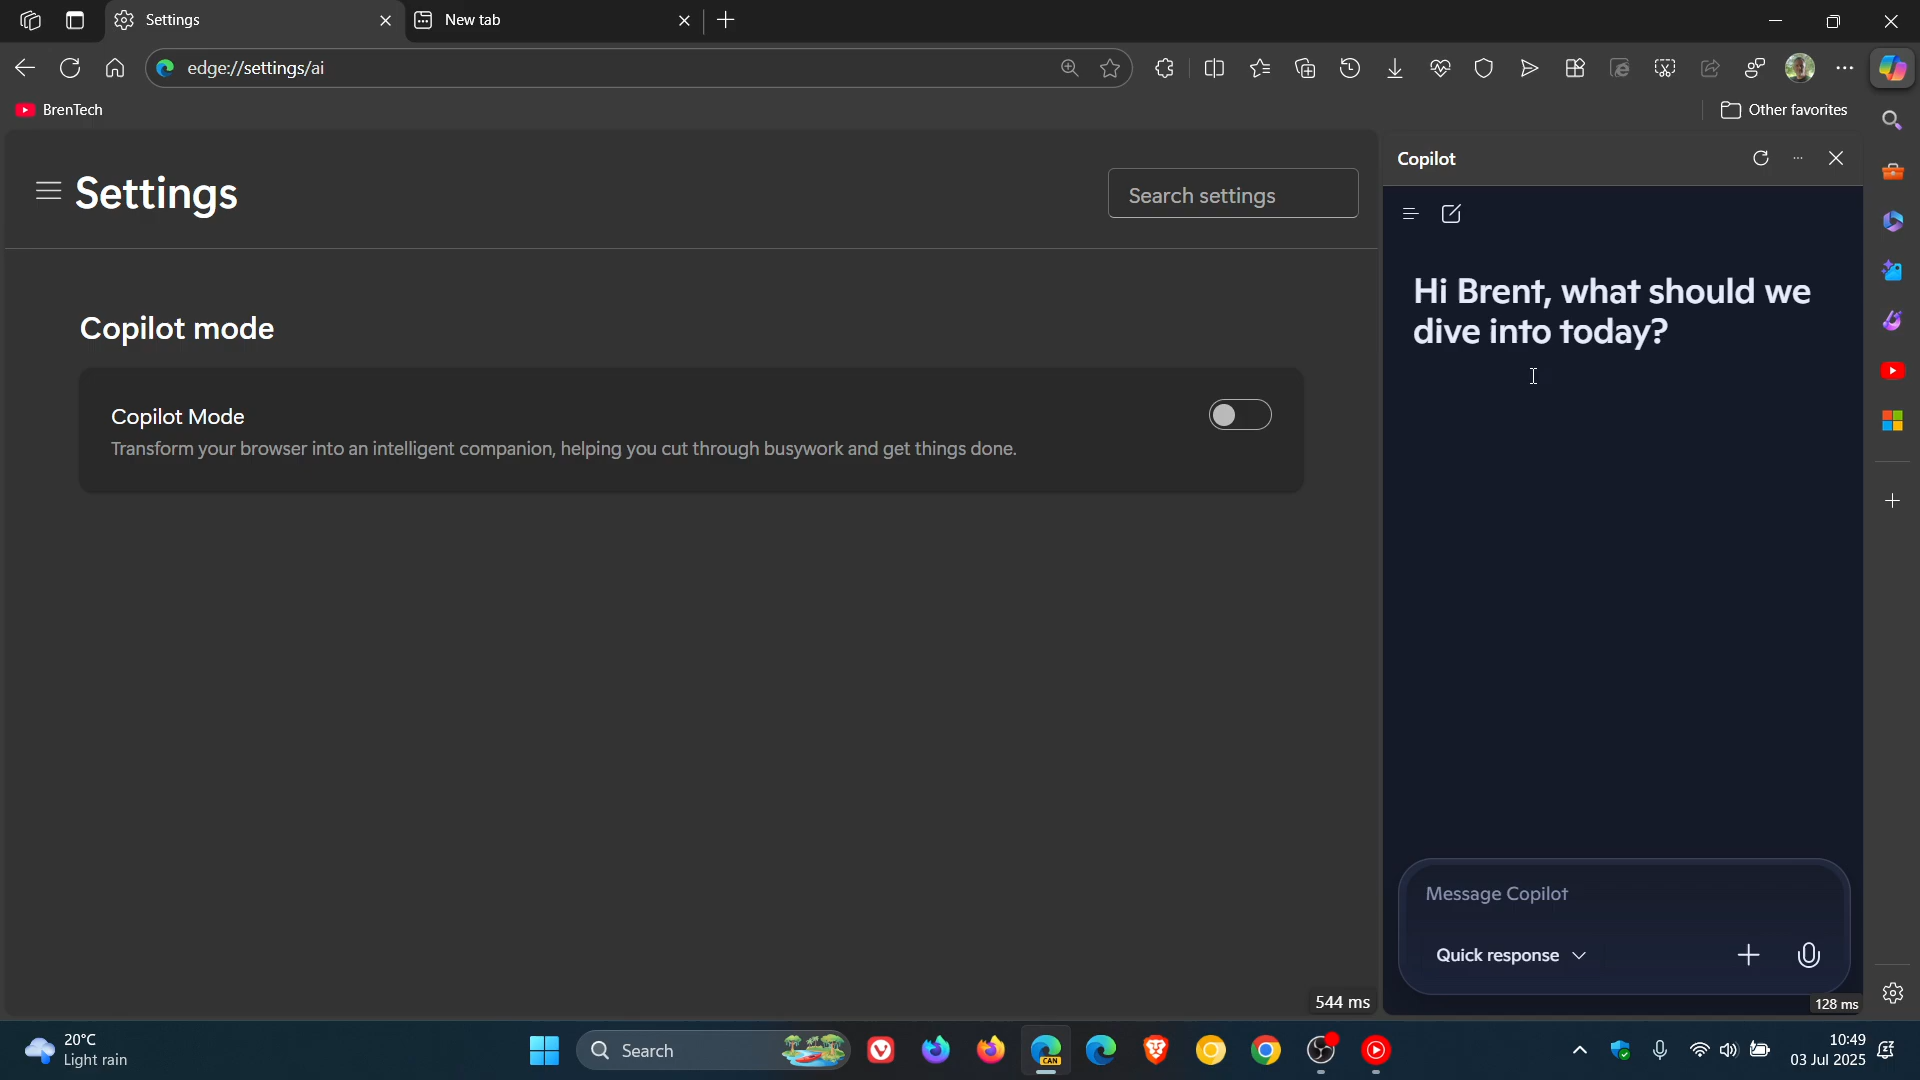 Settings
New tab
edge://settings/ai
BrenTech
Other favorites
Settings
Search settings
Copilot
Hi Brent, what should we
dive into today?
Copilot mode
Copilot Mode
Transform your browser into an intelligent companion, helping you cut through busywork and get things done.
Message Copilot
Quick response
544 ms
128 ms
20°C
Light rain
Search
CAN
10:49
03 Jul 2025